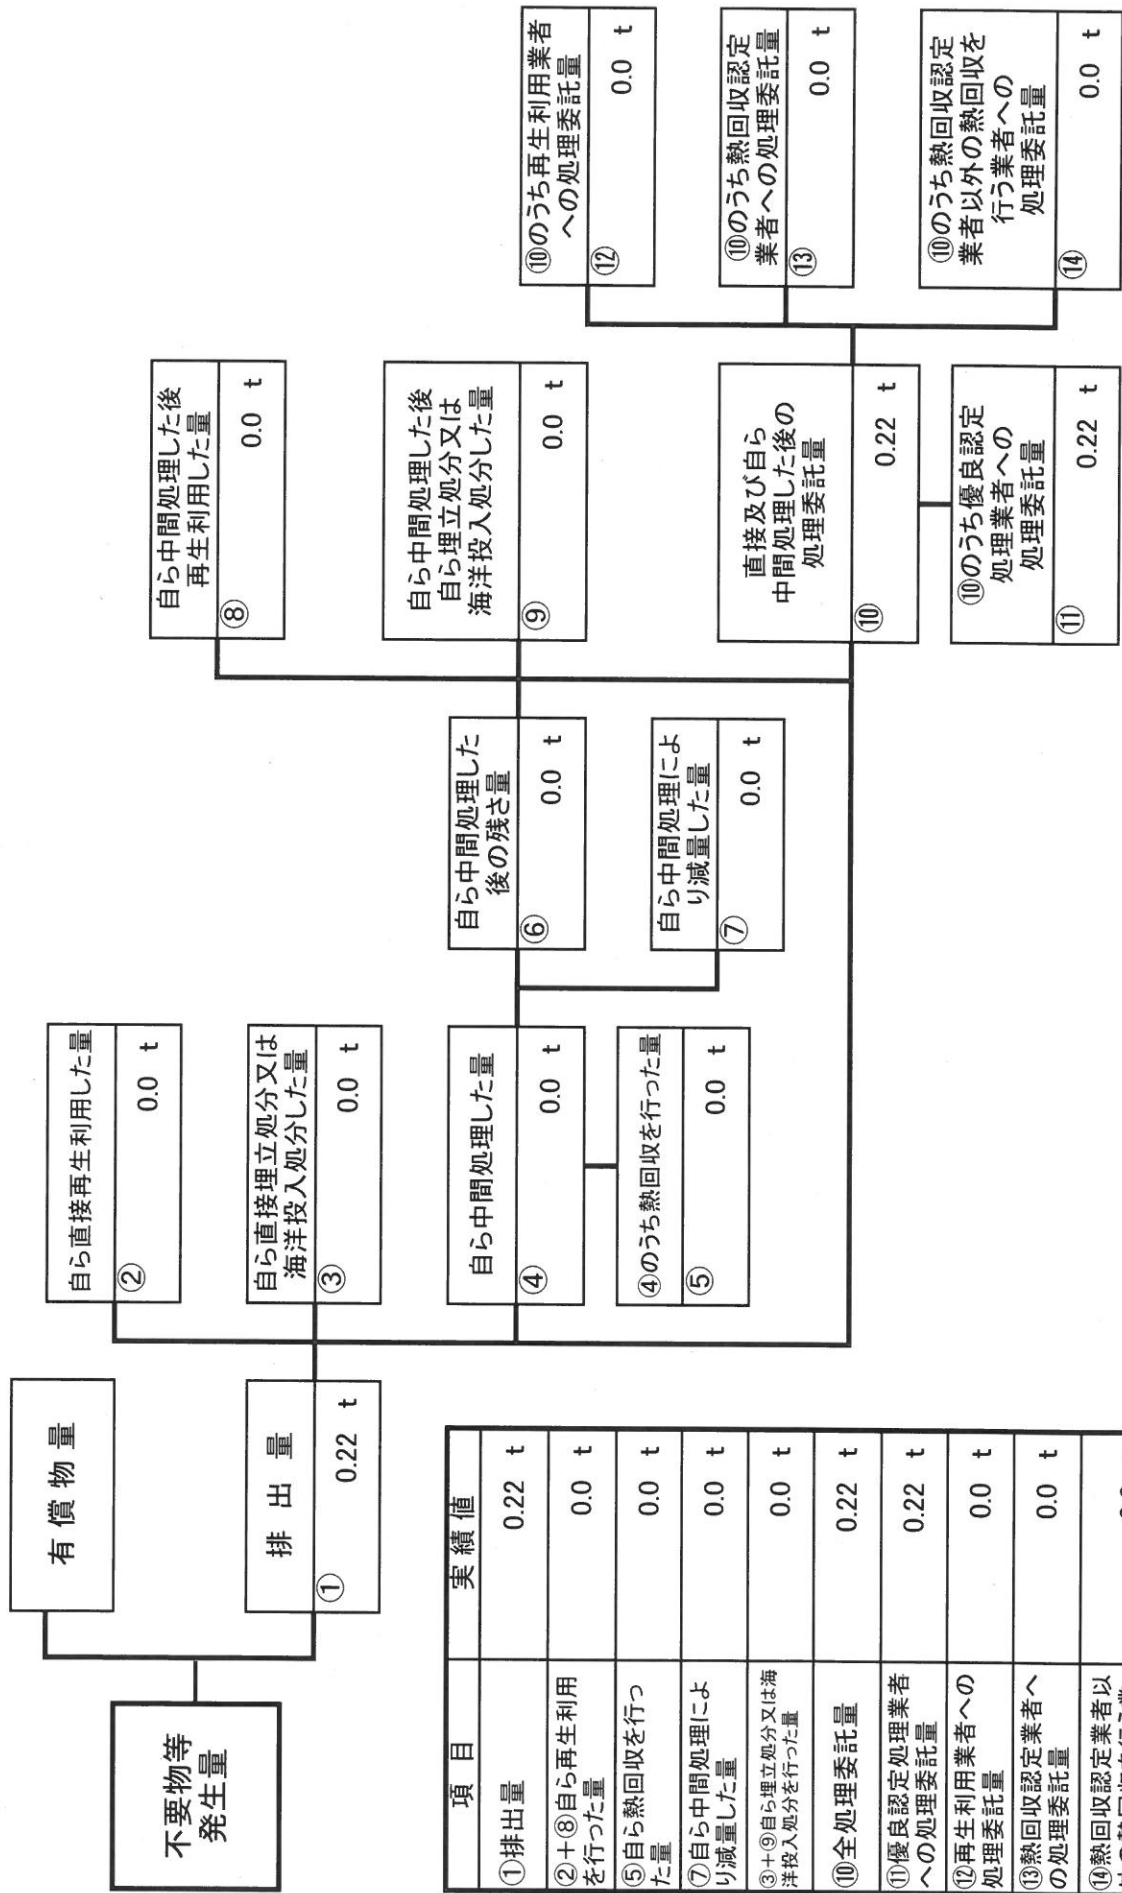 不要物等
発生量
有償物量
排出量
①
0.22 t
自ら直接再生利用した量
②
0.0 t
自ら直接埋立処分又は
海洋投入処分した量
③
0.0 t
自ら中間処理した量
④
0.0 t
④のうち熱回収を行った量
⑤
0.0 t
自ら中間処理した
後の残さ量
⑥
0.0 t
自ら中間処理によ
り減量した量
⑦
0.0 t
自ら中間処理した後
再生利用した量
⑧
0.0 t
自ら中間処理した後
自ら埋立処分又は
海洋投入処分した量
⑨
0.0 t
直接及び自ら
中間処理した後の
処理委託量
⑩
0.22 t
⑩のうち優良認定
処理業者への
処理委託量
⑪
0.22 t
⑩のうち再生利用業者
への処理委託量
⑫
0.0 t
⑩のうち熱回収認定
業者への処理委託量
⑬
0.0 t
⑩のうち熱回収認定
業者以外の熱回収を
行う業者への
処理委託量
⑭
0.0 t
項目 実績値
①排出量 0.22 t
②+⑧自ら再生利用
を行った量
0.0 t
⑤自ら熱回収を行っ
た量
0.0 t
⑦自ら中間処理によ
り減量した量
0.0 t
③+⑨自ら埋立処分又は海
洋投入処分を行った量
0.0 t
⑩全処理委託量 0.22 t
⑪優良認定処理業者
への処理委託量
0.22 t
⑫再生利用業者への
処理委託量
0.0 t
⑬熱回収認定業者へ
の処理委託量
0.0 t
⑭熱回収認定業者以